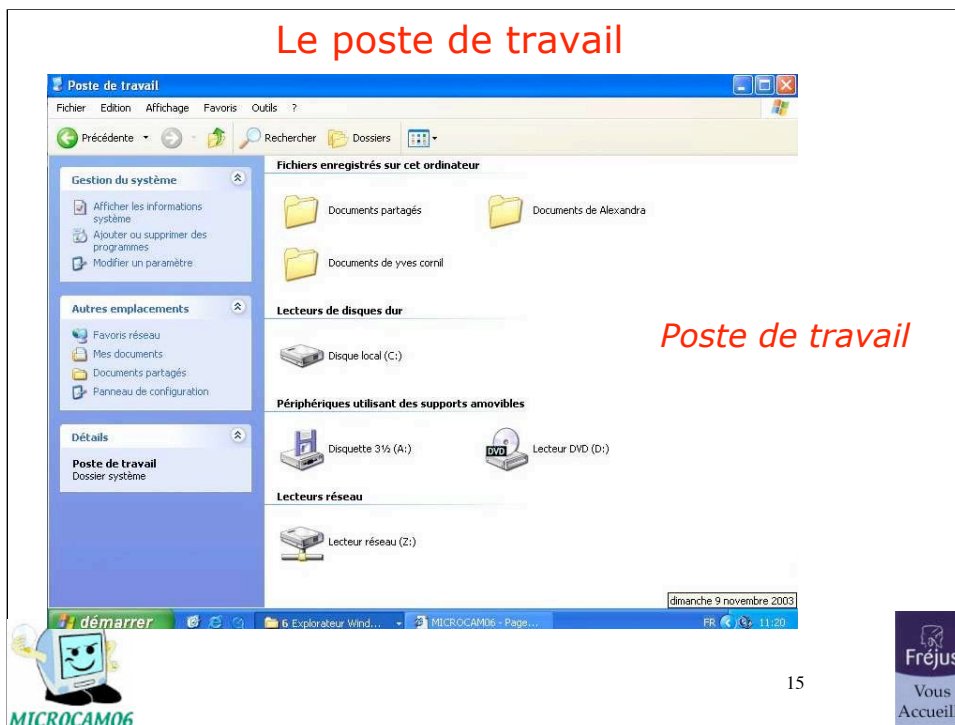 Le poste de travail
Poste de travail
Fichier Edition Affichage Favoris Outils ?
Précédente Rechercher Dossiers
Gestion du système
Afficher les informations
système
Ajouter ou supprimer des
programmes
Modifier un paramètre
Autres emplacements
Favoris réseau
Mes documents
Documents partagés
Panneau de configuration
Détails
Poste de travail
Dossier système
Fichiers enregistrés sur cet ordinateur
Documents partagés Documents de Alexandra
Documents de yves cornil
Lecteurs de disques dur
Disque local (C:)
Périphériques utilisant des supports amovibles
Disquette 3½ (A:) DVD Lecteur DVD (D:)
Lecteurs réseau
Lecteur réseau (Z:)
Poste de travail
dimanche 9 novembre 2003
démarrer 6 Explorateur Wind... MICROCAM06 - Page... FR 11:20
MICROCAM06
15
Fréjus
Vous
Accueil